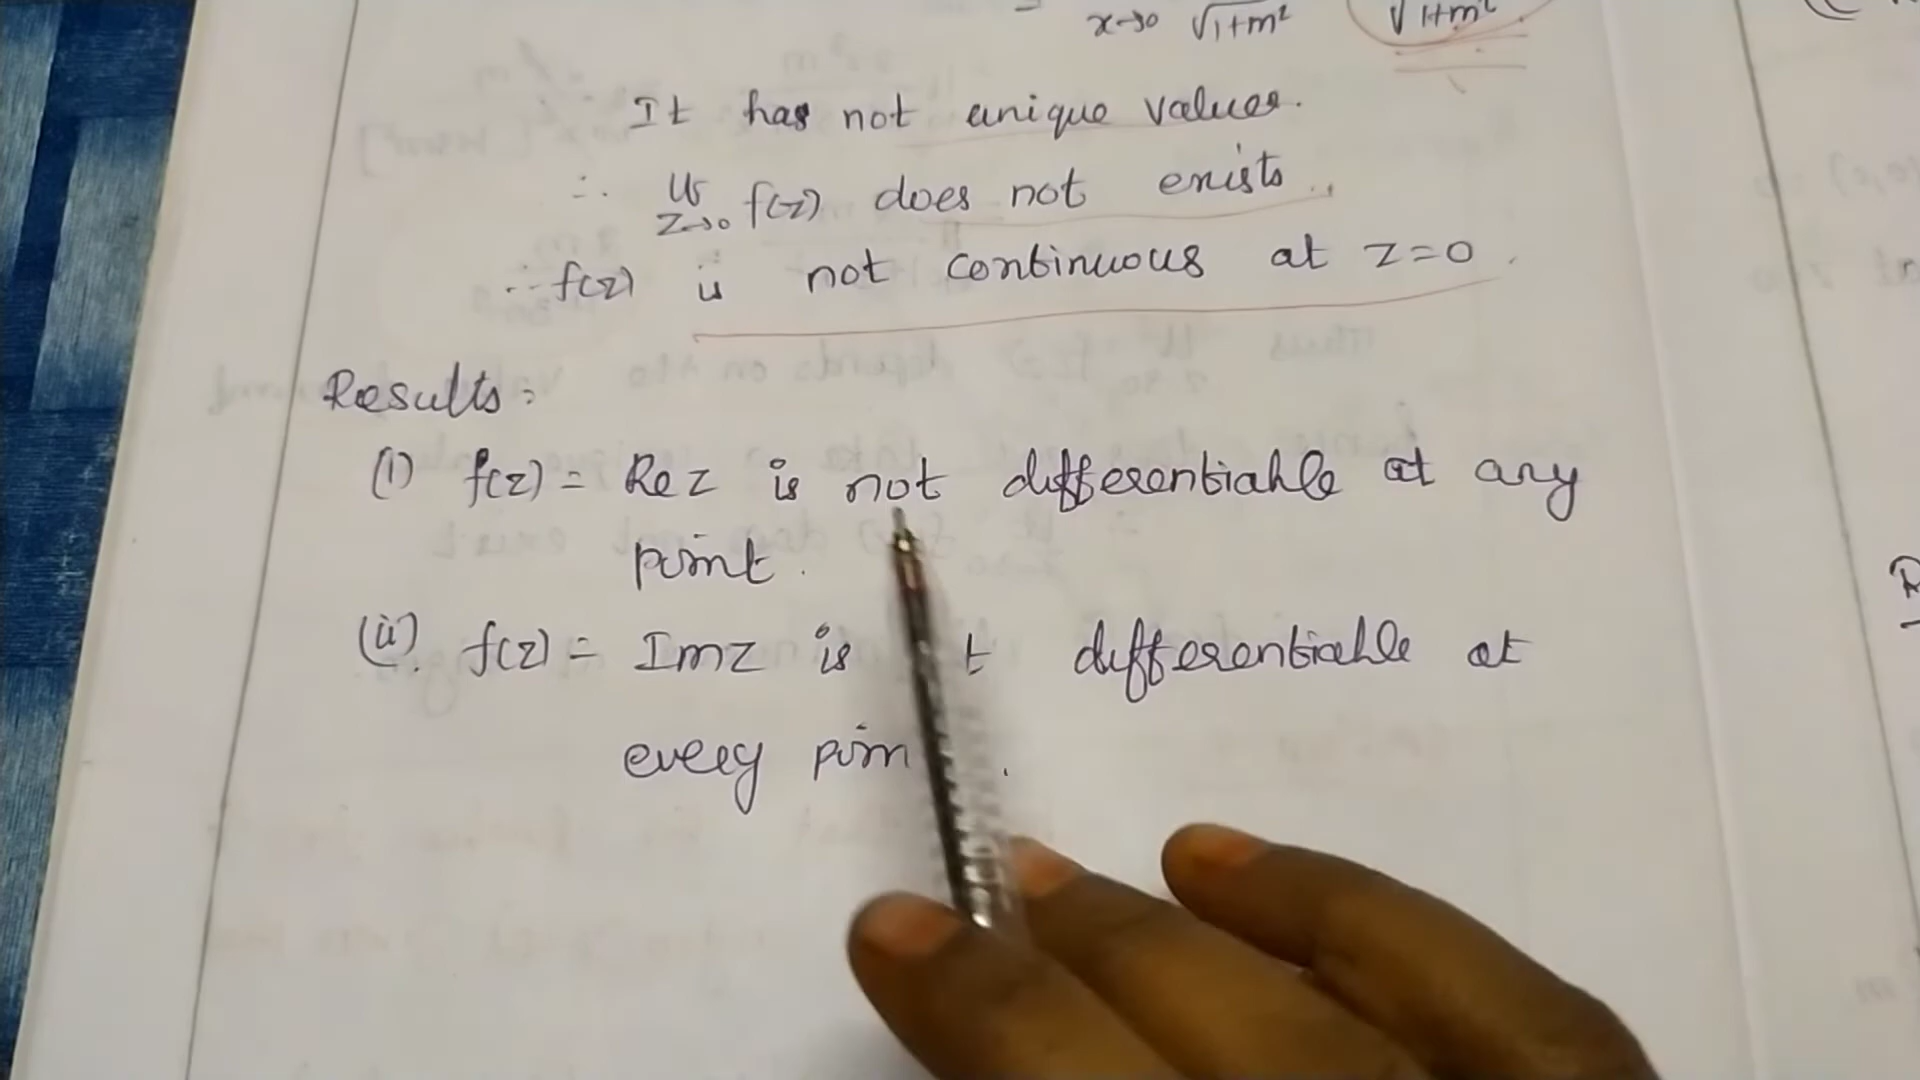 = x→0 √1+m² √1+m²
It has not unique values.
∴ lt z→0 f(z) does not exists
∴ f(z) is not continuous at z=0.
Results:
(i) f(z) = Re z is not differentiable at any
point.
(ii). f(z) = Im z is t differentiable at
every poin .